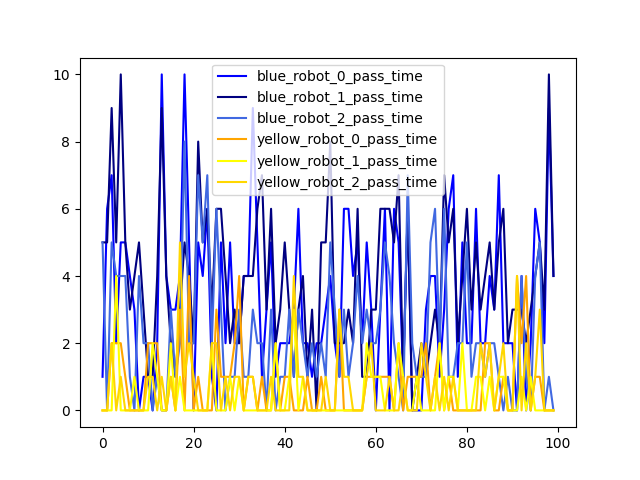 10
8
6
4
2
0
blue_robot_0_pass_time
blue_robot_1_pass_time
blue_robot_2_pass_time
yellow_robot_0_pass_time
yellow_robot_1_pass_time
yellow_robot_2_pass_time
0 20 40 60 80 100